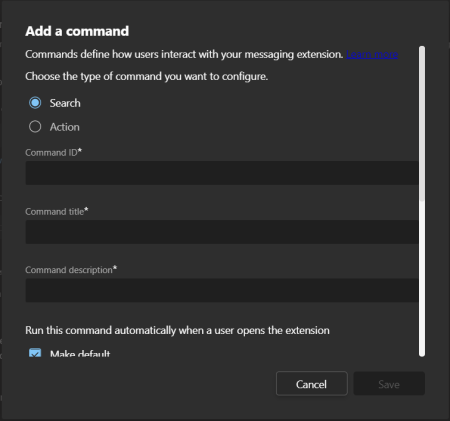 Add a command
Commands define how users interact with your messaging extension. Learn more
Choose the type of command you want to configure.
Search
Action
Command ID*
Command title*
Command description*
Run this command automatically when a user opens the extension
Make default
Cancel
Save